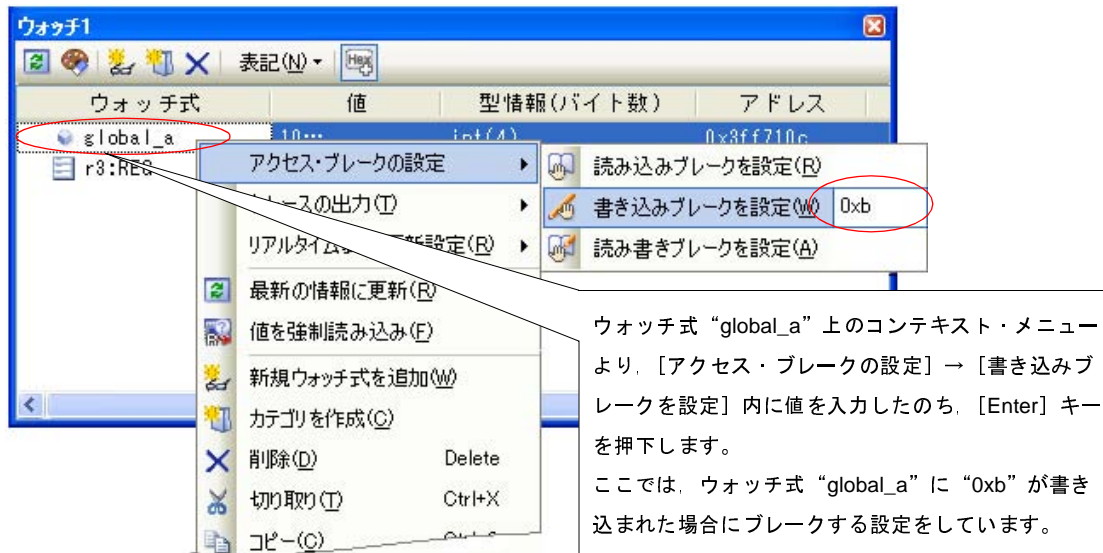 ウォッチ1
表記(N)
Hex
ウォッチ式 値 型情報(バイト数) アドレス
global_a 10… int(4) 0x3ff710c
r3:REG
アクセス・ブレークの設定
読み込みブレークを設定(R)
書き込みブレークを設定(W) 0xb
読み書きブレークを設定(A)
トレースの出力(T)
リアルタイム 更新設定(R)
最新の情報に更新(R)
値を強制読み込み(F)
新規ウォッチ式を追加(W)
カテゴリを作成(C)
削除(D) Delete
切り取り(T) Ctrl+X
コピー(C)
ウォッチ式“global_a”上のコンテキスト・メニュー
より,[アクセス・ブレークの設定]→[書き込みブ
レークを設定]内に値を入力したのち,[Enter]キー
を押下します。
ここでは,ウォッチ式“global_a”に“0xb”が書き
込まれた場合にブレークする設定をしています。